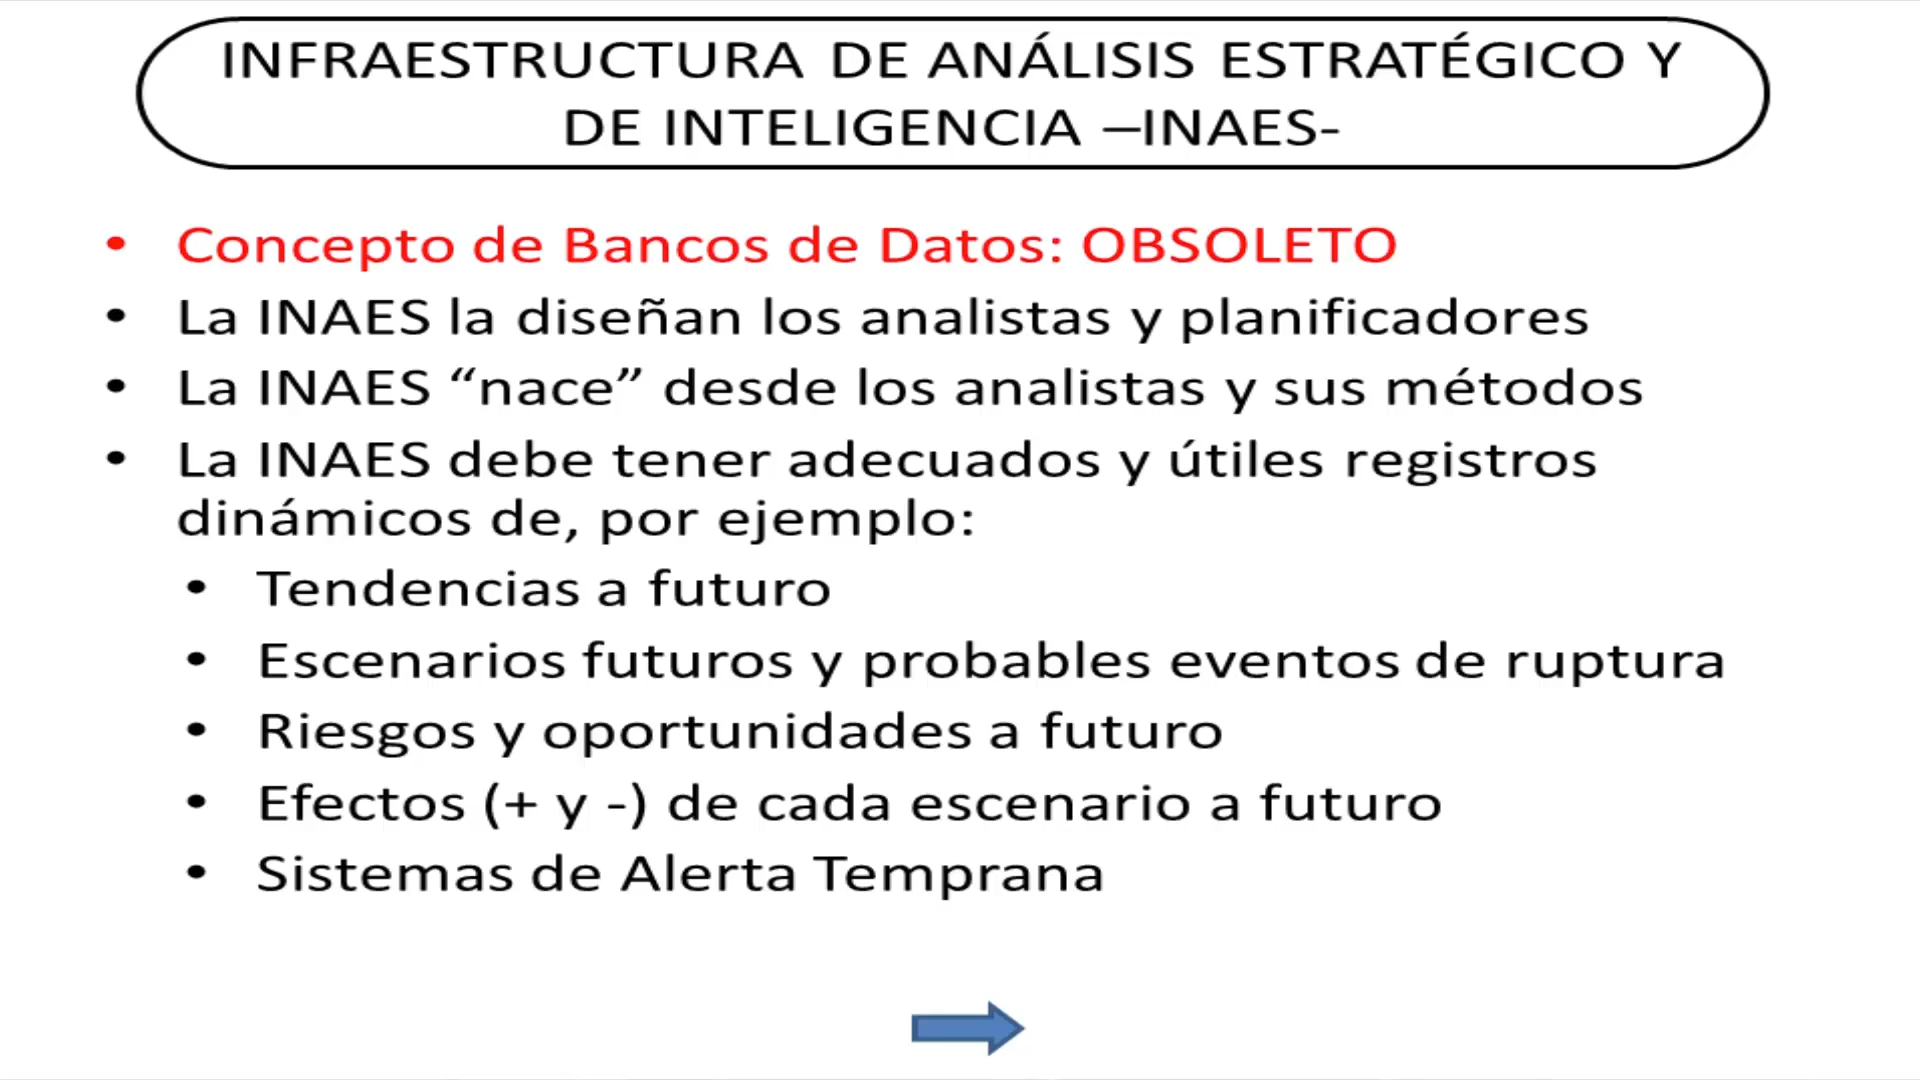 INFRAESTRUCTURA DE ANÁLISIS ESTRATÉGICO Y
DE INTELIGENCIA –INAES-
• Concepto de Bancos de Datos: OBSOLETO
• La INAES la diseñan los analistas y planificadores
• La INAES “nace” desde los analistas y sus métodos
• La INAES debe tener adecuados y útiles registros
dinámicos de, por ejemplo:
• Tendencias a futuro
• Escenarios futuros y probables eventos de ruptura
• Riesgos y oportunidades a futuro
• Efectos (+ y -) de cada escenario a futuro
• Sistemas de Alerta Temprana